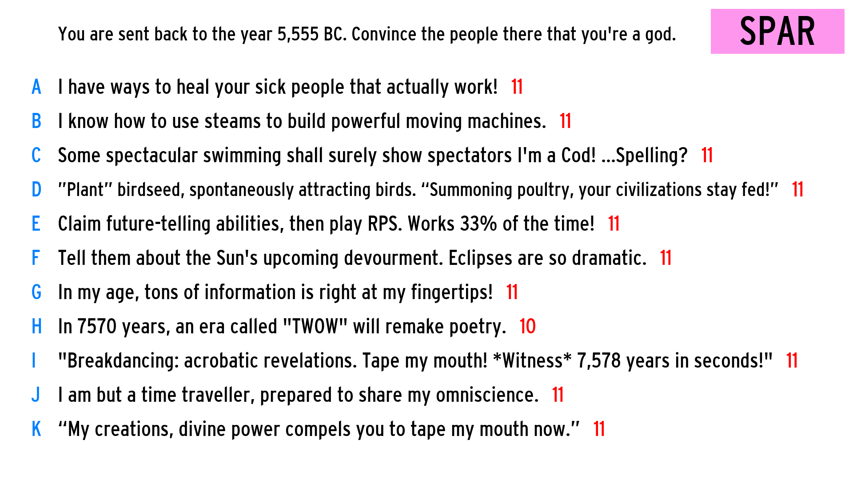 You are sent back to the year 5,555 BC. Convince the people there that you're a god.
SPAR
A I have ways to heal your sick people that actually work! 11
B I know how to use steams to build powerful moving machines. 11
C Some spectacular swimming shall surely show spectators I'm a Cod! ...Spelling? 11
D ”Plant” birdseed, spontaneously attracting birds. “Summoning poultry, your civilizations stay fed!” 11
E Claim future-telling abilities, then play RPS. Works 33% of the time! 11
F Tell them about the Sun's upcoming devourment. Eclipses are so dramatic. 11
G In my age, tons of information is right at my fingertips! 11
H In 7570 years, an era called "TWOW" will remake poetry. 10
I "Breakdancing: acrobatic revelations. Tape my mouth! *Witness* 7,578 years in seconds!" 11
J I am but a time traveller, prepared to share my omniscience. 11
K “My creations, divine power compels you to tape my mouth now.” 11